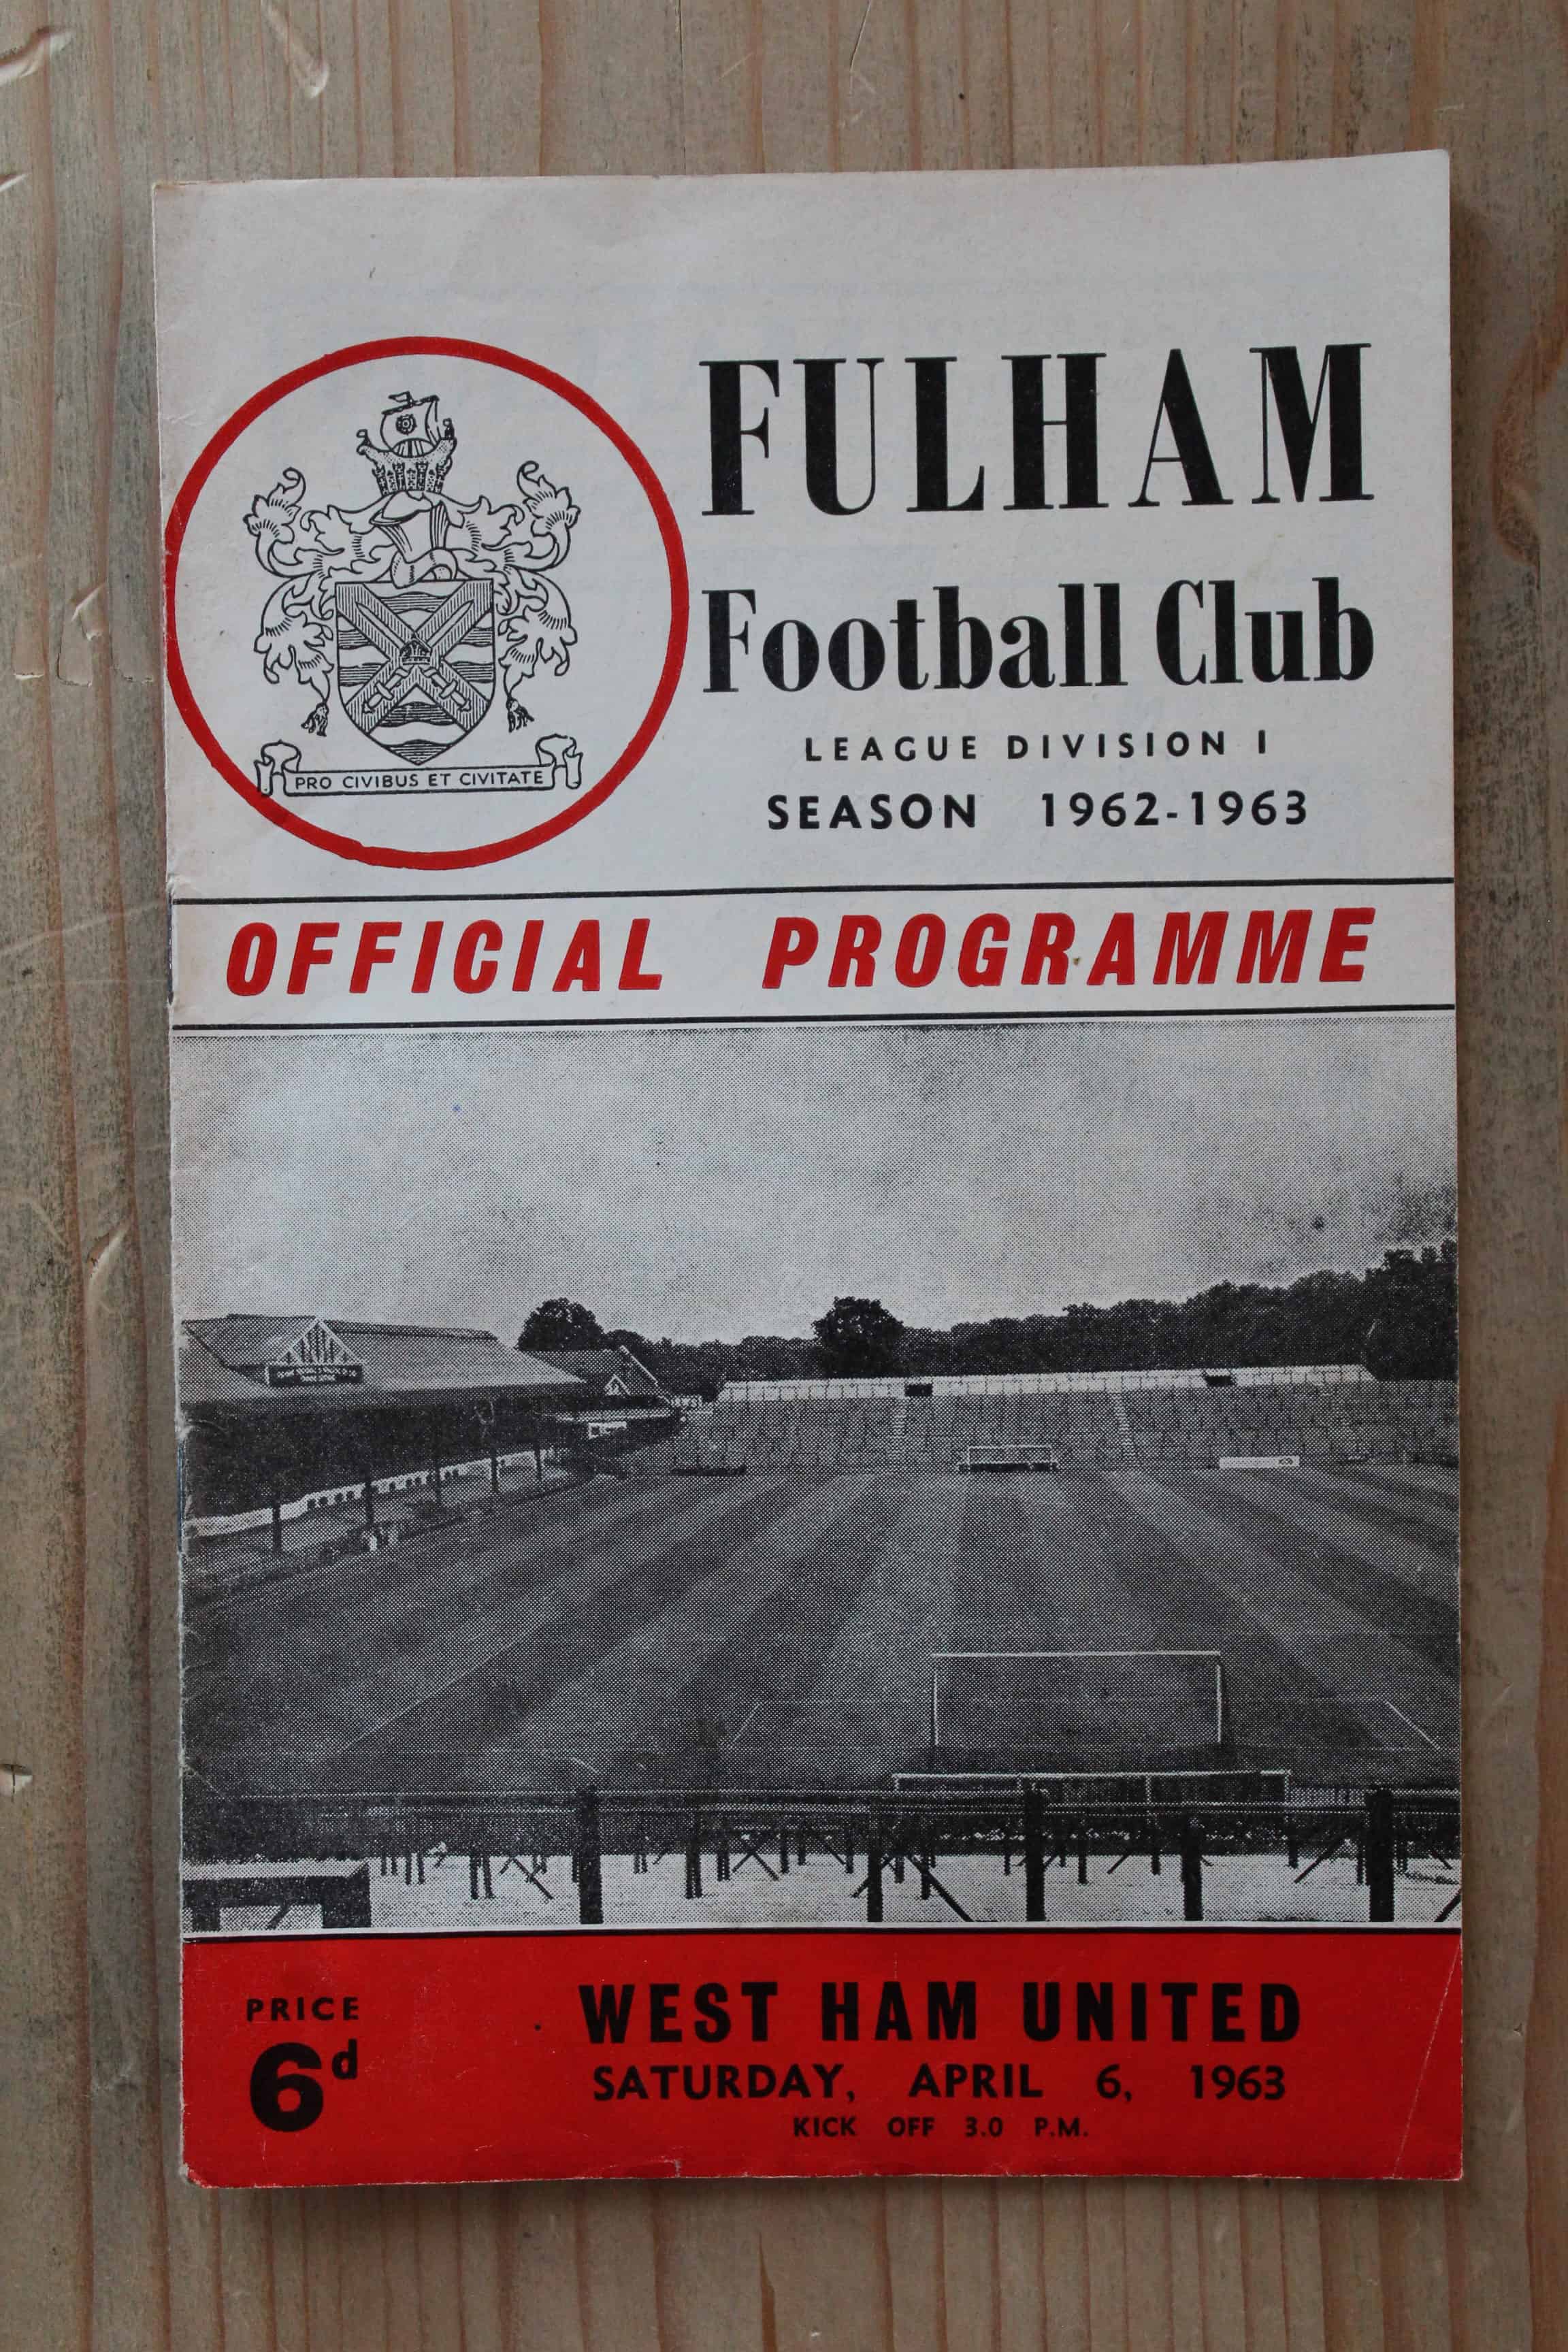 FULHAM
Football Club
LEAGUE DIVISION I
SEASON 1962-1963
PRO CIVIBUS ET CIVITATE
OFFICIAL PROGRAMME
PRICE
6d
WEST HAM UNITED
SATURDAY, APRIL 6, 1963
KICK OFF 3.0 P.M.